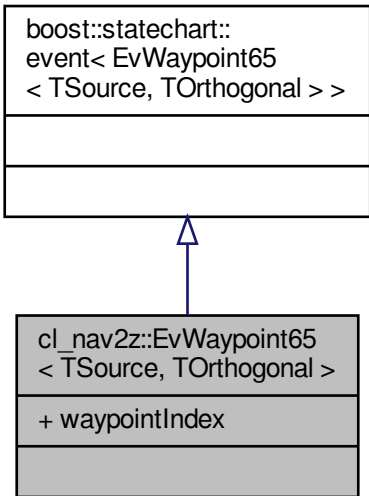 boost::statechart::
event< EvWaypoint65
< TSource, TOrthogonal > >
cl_nav2z::EvWaypoint65
< TSource, TOrthogonal >
+ waypointIndex